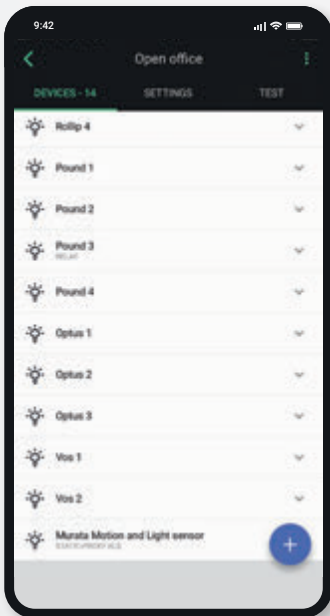 9:42
Open office
DEVICES - 14 SETTINGS TEST
Rollip 4
Pound 1
Pound 2
Pound 3
RELAY
Pound 4
Optus 1
Optus 2
Optus 3
Vos 1
Vos 2
Murata Motion and Light sensor